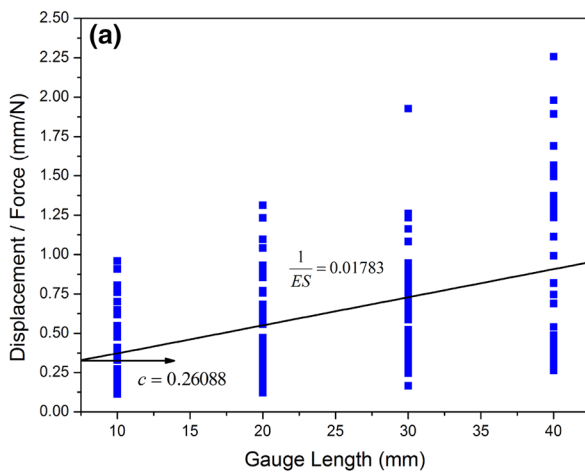 (a)
Displacement / Force (mm/N)
2.50
2.25
2.00
1.75
1.50
1.25
1.00
0.75
0.50
0.25
0.00
1/ES = 0.01783
c = 0.26088
10 15 20 25 30 35 40
Gauge Length (mm)